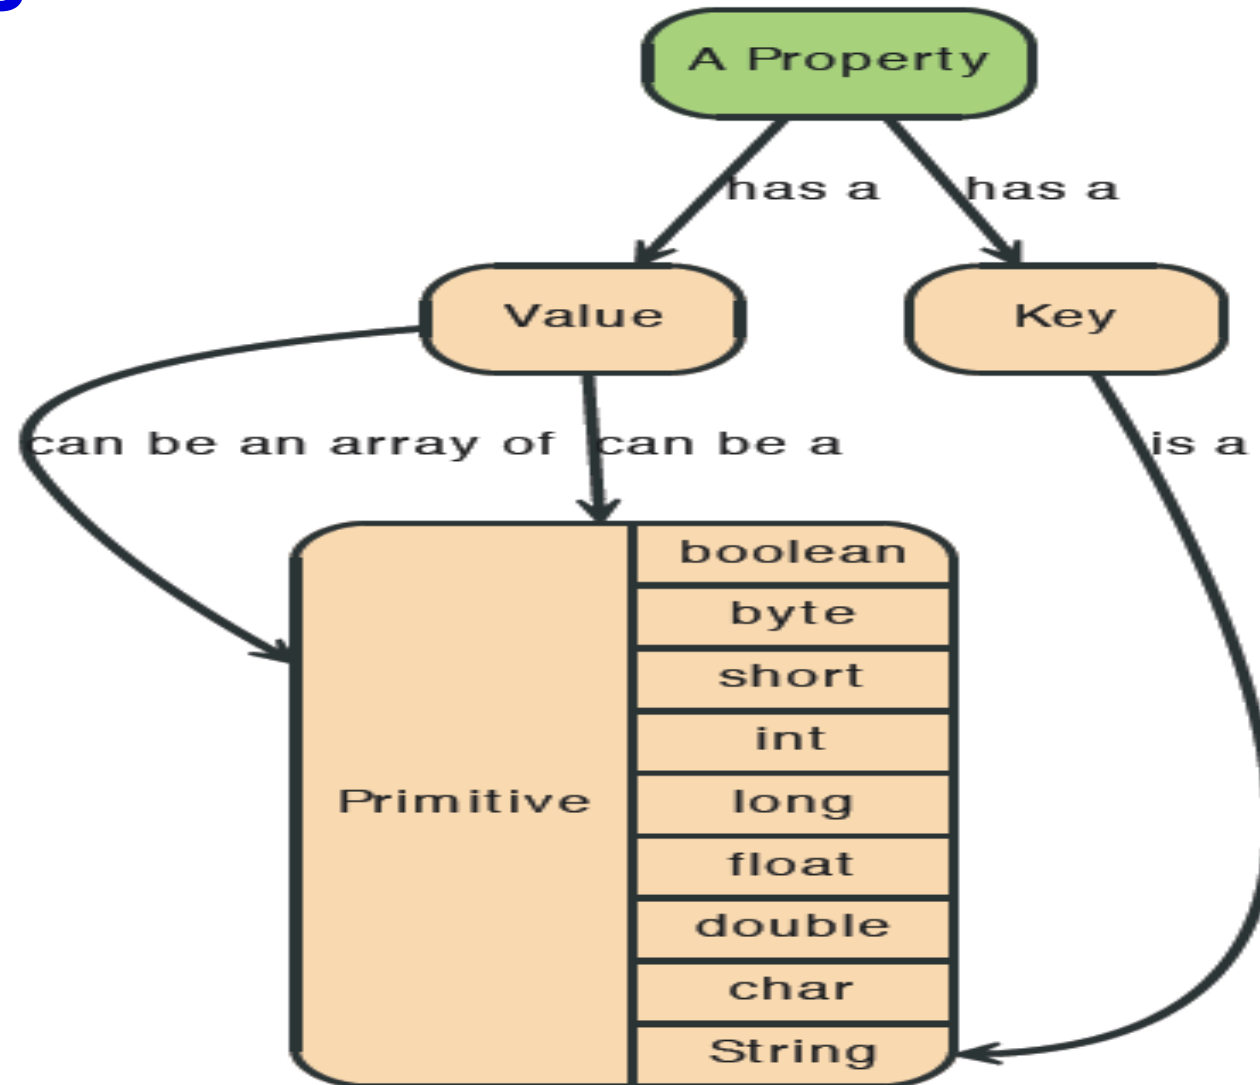 A Property
has a
has a
Value
Key
can be an array of
can be a
is a
Primitive
boolean
byte
short
int
long
float
double
char
String